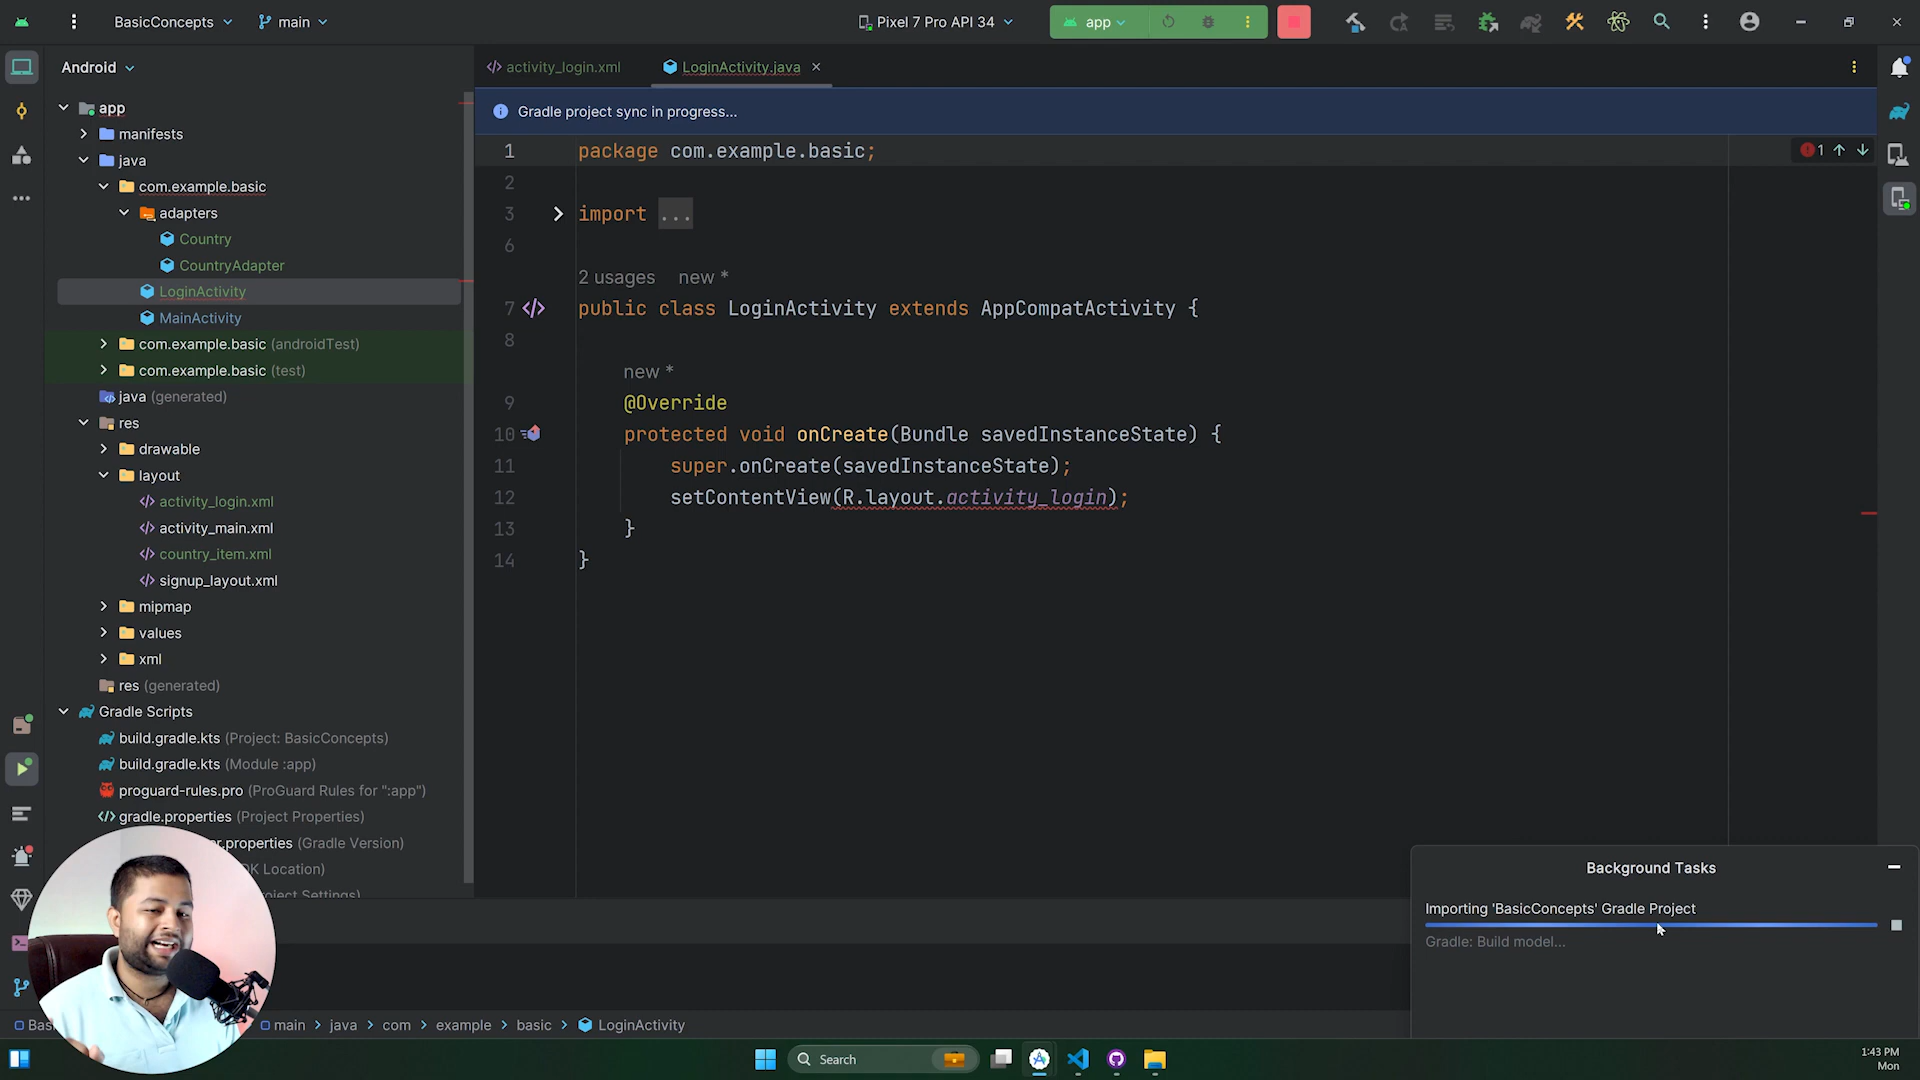 BasicConcepts
main
Pixel 7 Pro API 34
app
Android
activity_login.xml
LoginActivity.java
Gradle project sync in progress...
app
manifests
java
com.example.basic
adapters
Country
CountryAdapter
LoginActivity
MainActivity
com.example.basic (androidTest)
com.example.basic (test)
java (generated)
res
drawable
layout
activity_login.xml
activity_main.xml
country_item.xml
signup_layout.xml
mipmap
values
xml
res (generated)
Gradle Scripts
build.gradle.kts (Project: BasicConcepts)
build.gradle.kts (Module :app)
proguard-rules.pro (ProGuard Rules for ":app")
gradle.properties (Project Properties)
.properties (Gradle Version)
Location)
Settings)
1 package com.example.basic;
1
2
3 import ...
6
2 usages new *
7 public class LoginActivity extends AppCompatActivity {
8
new *
9 @Override
10 protected void onCreate(Bundle savedInstanceState) {
11 super.onCreate(savedInstanceState);
12 setContentView(R.layout.activity_login);
13 }
14 }
Background Tasks
Importing 'BasicConcepts' Gradle Project
Gradle: Build model...
main > java > com > example > basic > LoginActivity
Search
1:43 PM
Mon